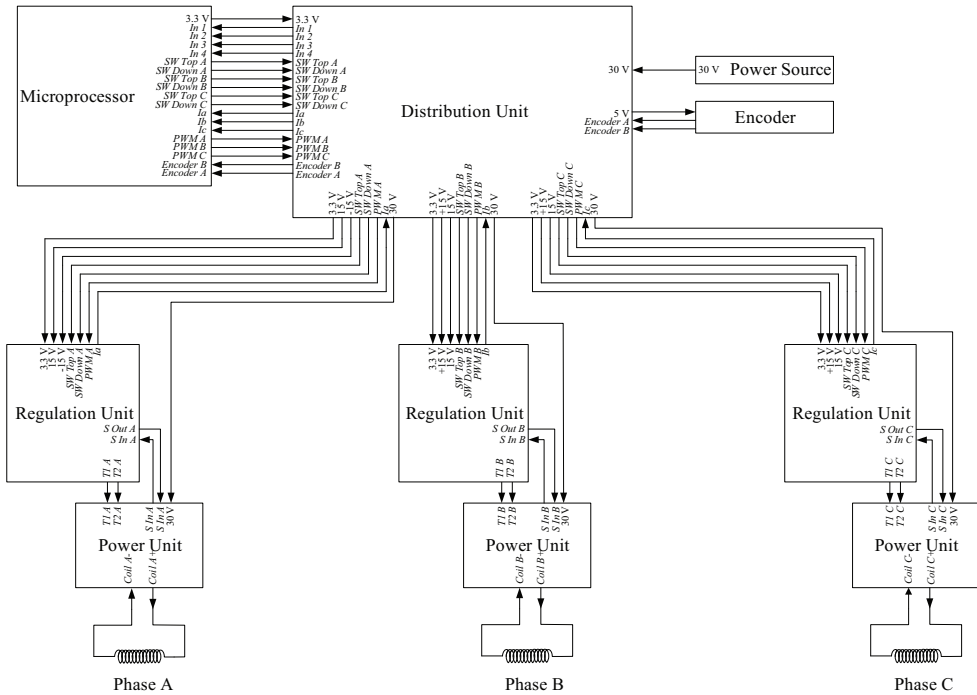 Microprocessor
3.3 V
In 1
In 2
In 3
In 4
SW Top A
SW Down A
SW Top B
SW Down B
SW Top C
SW Down C
Ia
Ib
Ic
PWM A
PWM B
PWM C
Encoder B
Encoder A
3.3 V
In 1
In 2
In 3
In 4
SW Top A
SW Down A
SW Top B
SW Down B
SW Top C
SW Down C
Ia
Ib
Ic
PWM A
PWM B
PWM C
Encoder B
Encoder A
Distribution Unit
30 V
5 V
Encoder A
Encoder B
30 V Power Source
Encoder
3.3 V
15 V
-15 V
SW Top A
SW Down A
PWM A
Ia
30 V
3.3 V
+15 V
15 V
SW Top B
SW Down B
PWM B
Ib
30 V
3.3 V
+15 V
15 V
SW Top C
SW Down C
PWM C
Ic
30 V
3.3 V
15 V
-15 V
SW Top A
SW Down A
PWM A
Ia
Regulation Unit
S Out A
S In A
T1 A
T2 A
3.3 V
+15 V
15 V
SW Top B
SW Down B
PWM B
Ib
Regulation Unit
S Out B
S In B
T1 B
T2 B
3.3 V
+15 V
15 V
SW Top C
SW Down C
PWM C
Ic
Regulation Unit
S Out C
S In C
T1 C
T2 C
T1 A
T2 A
S In A
S In A
30 V
Power Unit
Coil A-
Coil A+
T1 B
T2 B
S In B
S In B
30 V
Power Unit
Coil B-
Coil B+
T1 C
T2 C
S In C
S In C
30 V
Power Unit
Coil C-
Coil C+
Phase A
Phase B
Phase C